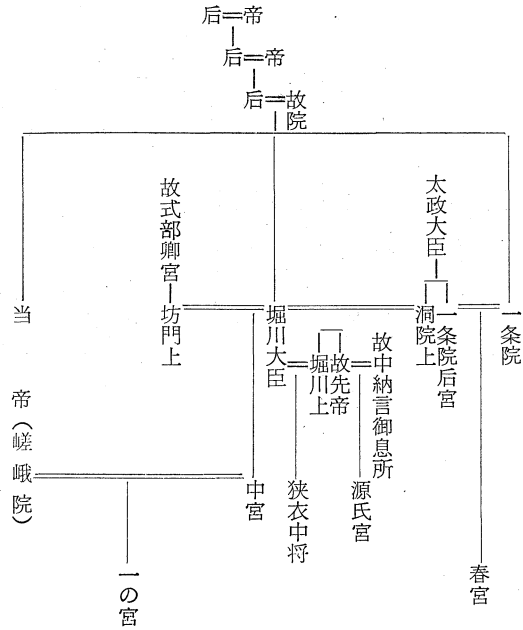 后 帝
后 帝
后 故院
一条院
太政大臣
一条院后宮
洞院上
堀川大臣
故式部卿宮
坊門上
当帝(嵯峨院)
故中納言御息所
故先帝
堀川上
春宮
源氏宮
狭衣中将
中宮
一の宮